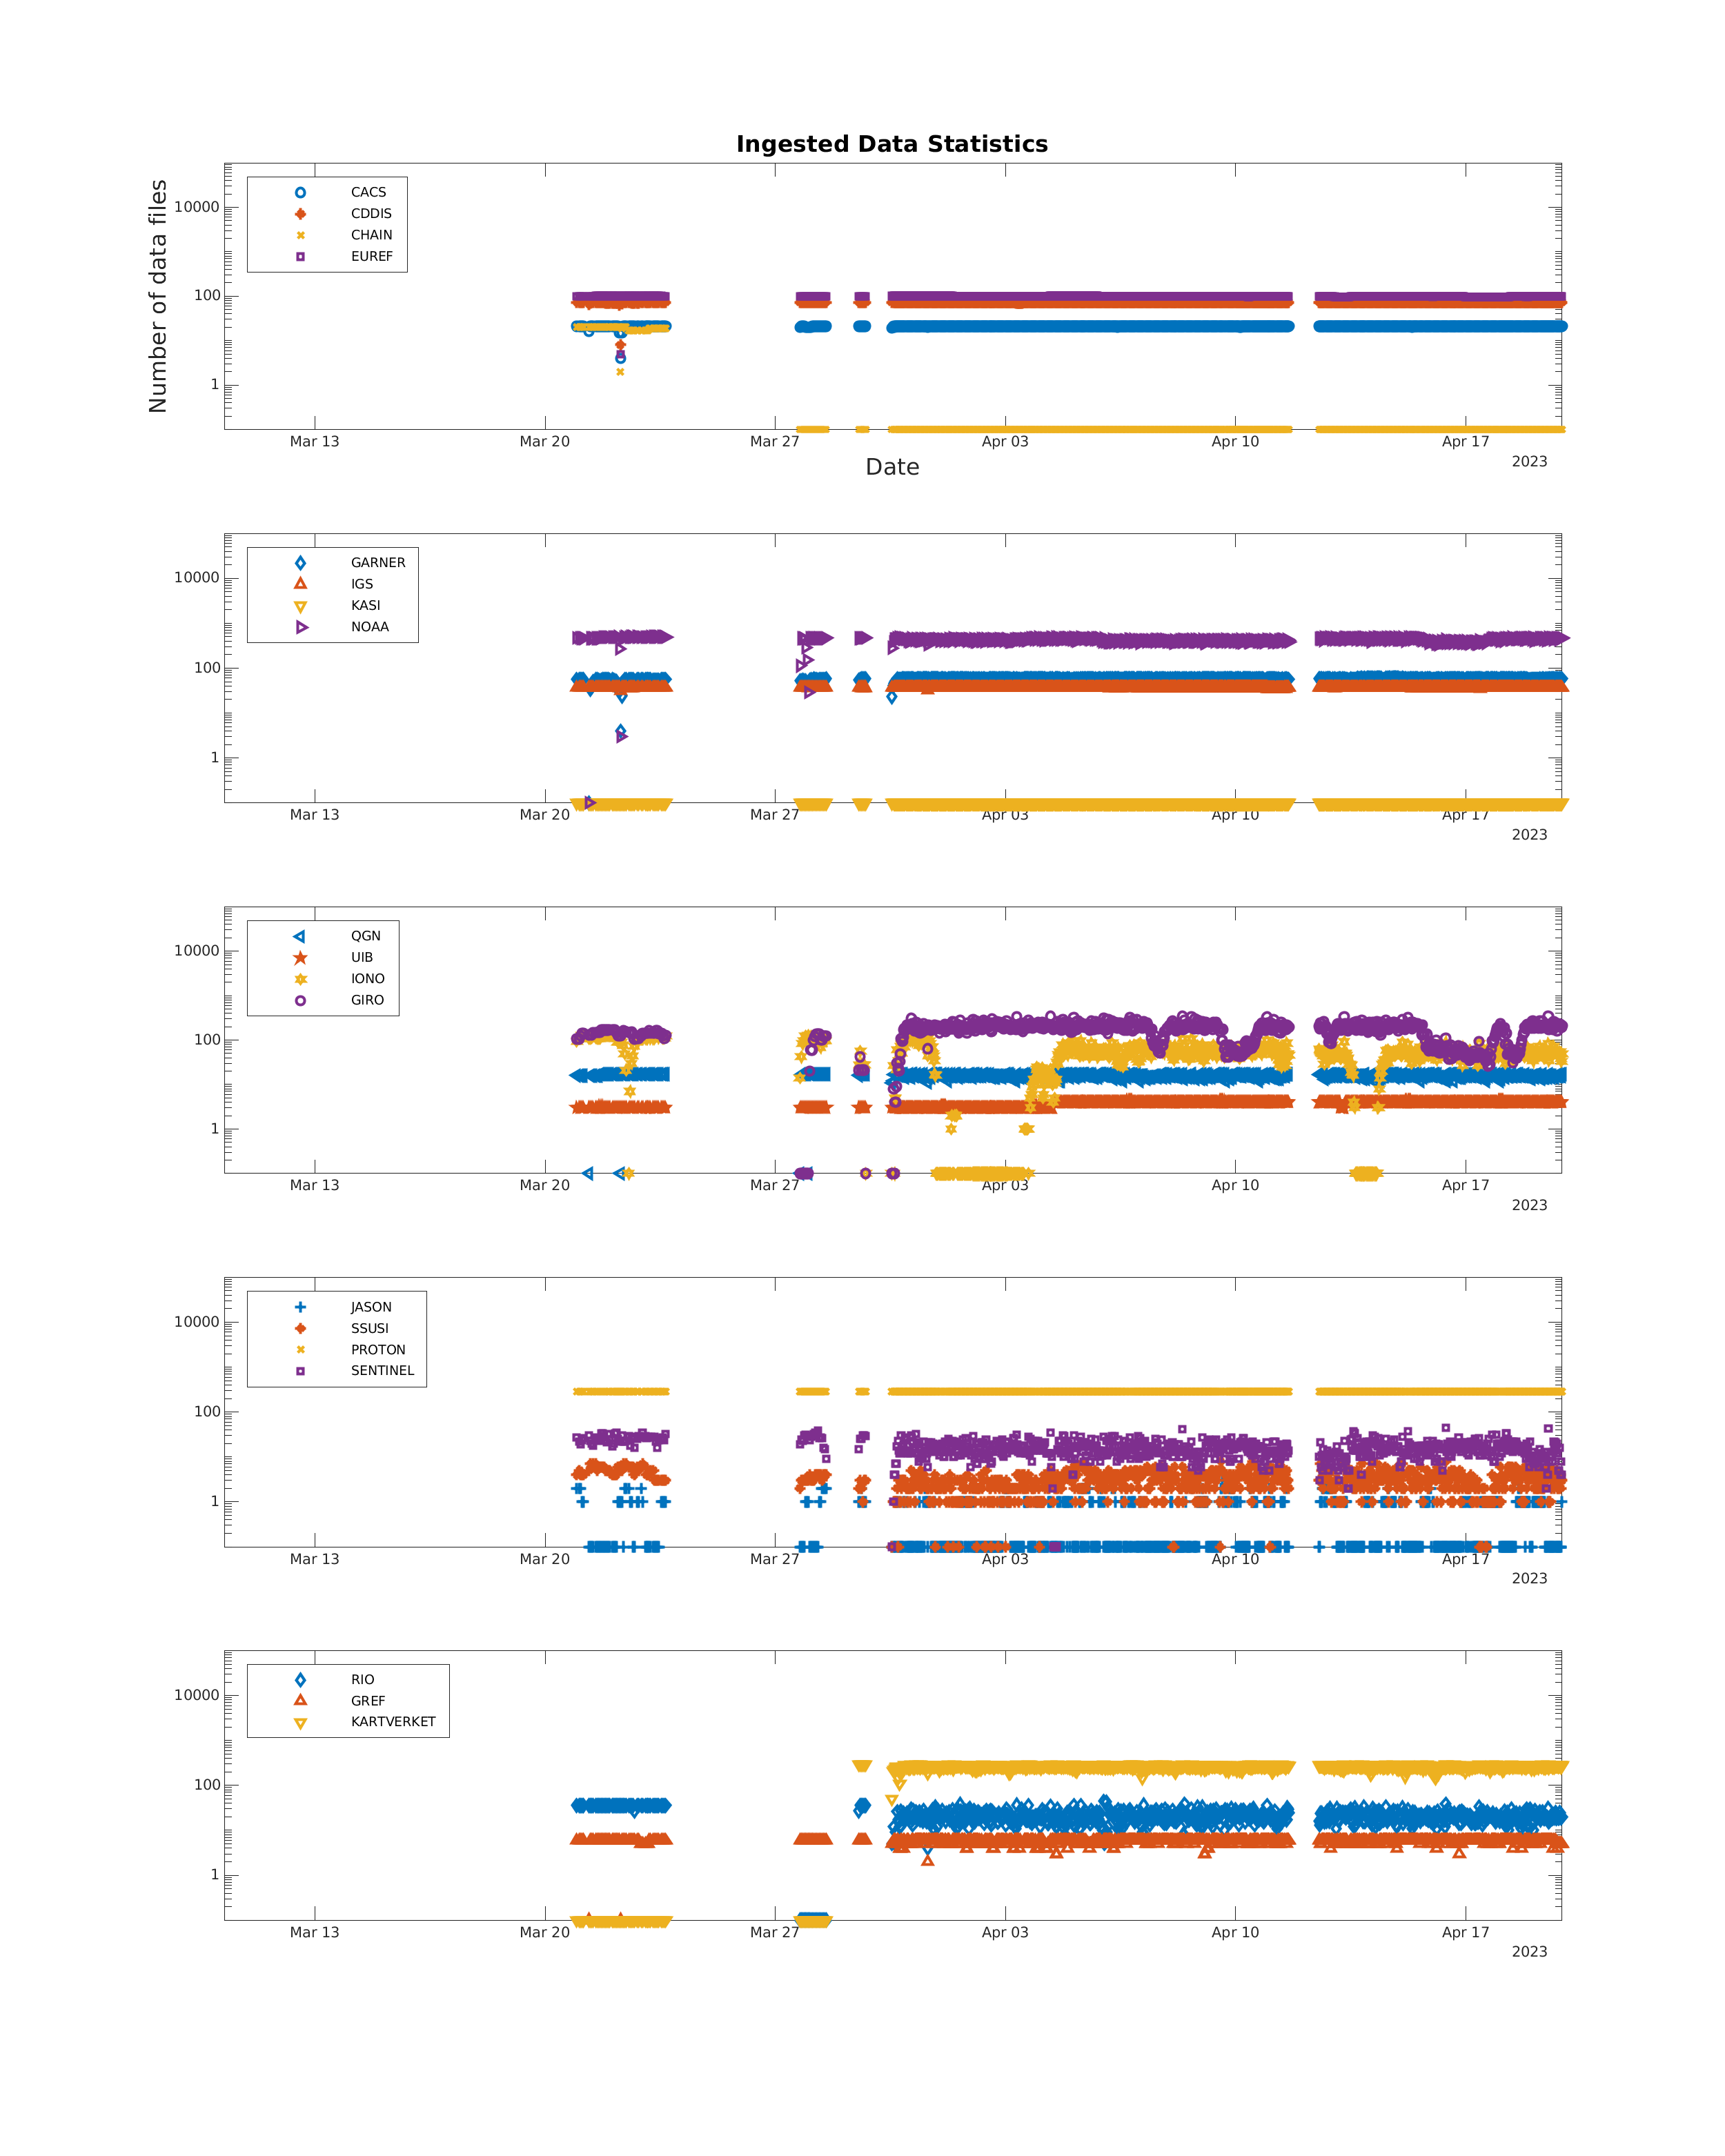 Ingested Data Statistics
Number of data files
CACS
CDDIS
CHAIN
EUREF
10000
100
1
Mar 13 Mar 20 Mar 27 Apr 03 Apr 10 Apr 17
2023
Date
GARNER
IGS
KASI
NOAA
10000
100
1
Mar 13 Mar 20 Mar 27 Apr 03 Apr 10 Apr 17
2023
QGN
UIB
IONO
GIRO
10000
100
1
Mar 13 Mar 20 Mar 27 Apr 03 Apr 10 Apr 17
2023
JASON
SSUSI
PROTON
SENTINEL
10000
100
1
Mar 13 Mar 20 Mar 27 Apr 03 Apr 10 Apr 17
2023
RIO
GREF
KARTVERKET
10000
100
1
Mar 13 Mar 20 Mar 27 Apr 03 Apr 10 Apr 17
2023